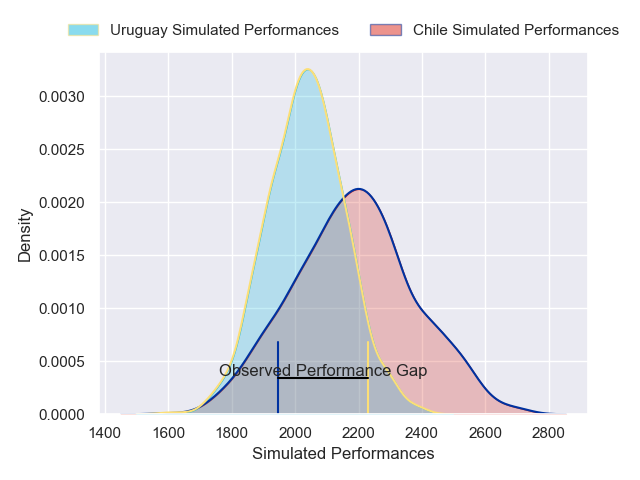 Uruguay Simulated Performances Chile Simulated Performances
0.0030
0.0025
0.0020
0.0015
0.0010
0.0005
0.0000
Density
Observed Performance Gap
1400 1600 1800 2000 2200 2400 2600 2800
Simulated Performances